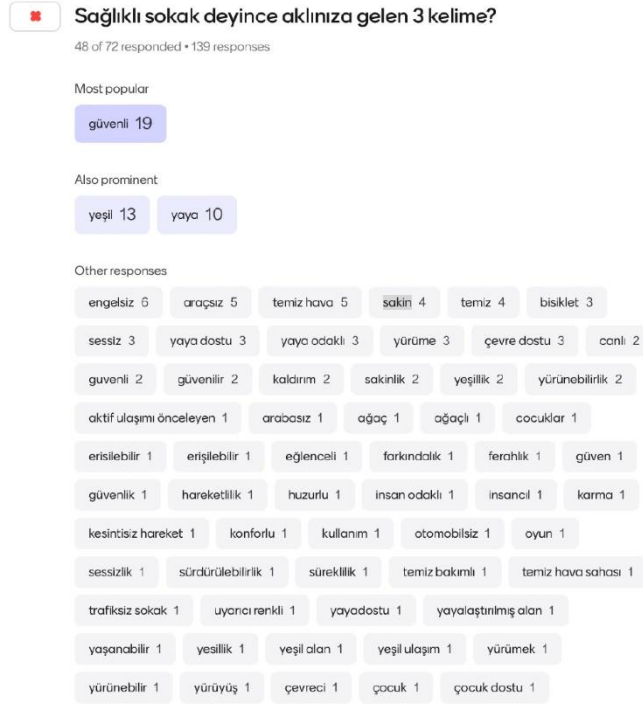 Sağlıklı sokak deyince aklınıza gelen 3 kelime?
48 of 72 responded • 139 responses
Most popular
güvenli 19
Also prominent
yeşil 13 yaya 10
Other responses
engelsiz 6 araçsız 5 temiz hava 5 sakin 4 temiz 4 bisiklet 3
sessiz 3 yaya dostu 3 yaya odaklı 3 yürüme 3 çevre dostu 3 canlı 2
guvenli 2 güvenilir 2 kaldırım 2 sakinlik 2 yeşillik 2 yürünebilirlik 2
aktif ulaşımı önceleyen 1 arabasız 1 ağaç 1 ağaçlı 1 cocuklar 1
erisilebilir 1 erişilebilir 1 eğlenceli 1 farkındalık 1 ferahlık 1 güven 1
güvenlik 1 hareketlilik 1 huzurlu 1 insan odaklı 1 insancıl 1 karma 1
kesintisiz hareket 1 konforlu 1 kullanım 1 otomobilsiz 1 oyun 1
sessizlik 1 sürdürülebilirlik 1 süreklilik 1 temiz bakımlı 1 temiz hava sahası 1
trafiksiz sokak 1 uyarıcı renkli 1 yayadostu 1 yayalaştırılmış alan 1
yaşanabilir 1 yesillik 1 yeşil alan 1 yeşil ulaşım 1 yürümek 1
yürünebilir 1 yürüyüş 1 çevreci 1 çocuk 1 çocuk dostu 1